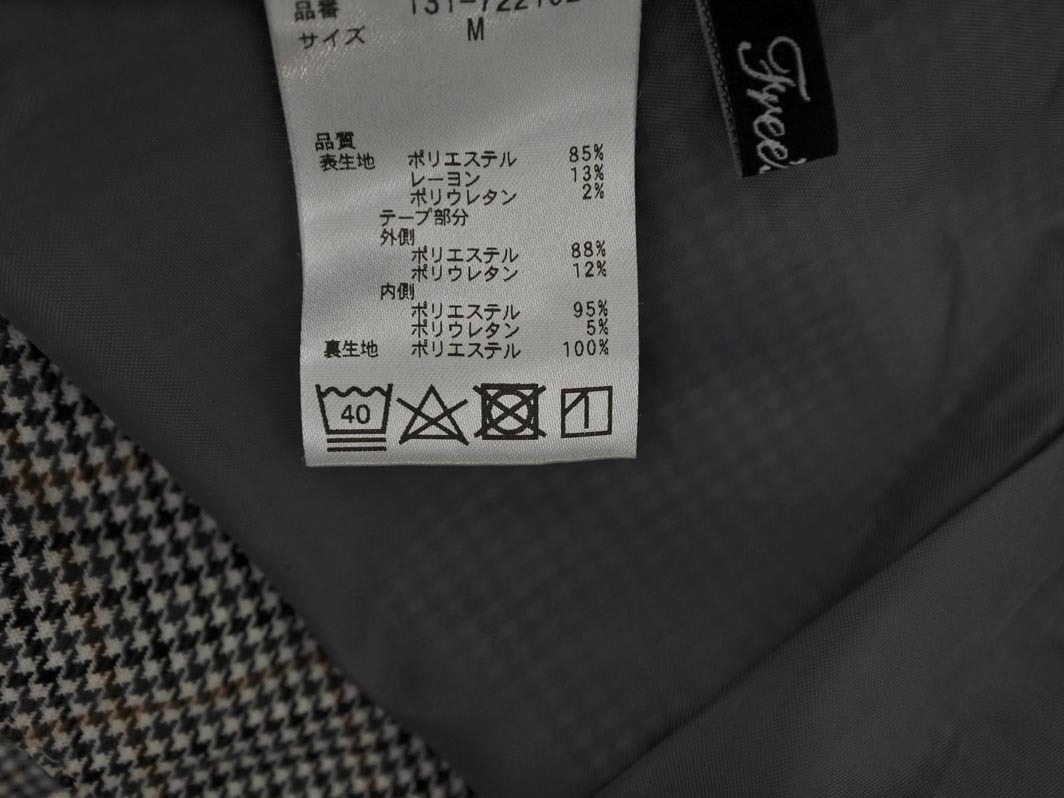 品番
サイズ M
品質
表生地 ポリエステル 85%
レーヨン 13%
ポリウレタン 2%
テープ部分
外側
ポリエステル 88%
ポリウレタン 12%
内側
ポリエステル 95%
ポリウレタン 5%
裏生地 ポリエステル 100%
40